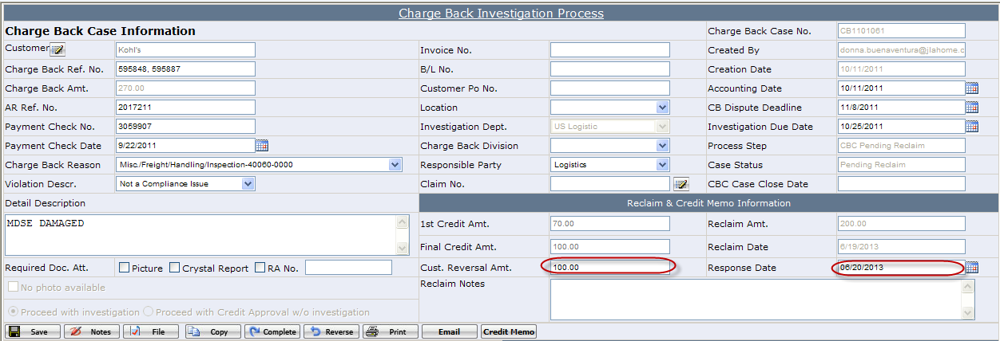 Charge Back Investigation Process
Charge Back Case Information
Charge Back Case No. CB1101061
Customer Kohl's Invoice No. Created By donna.buenaventura@jlahome.c
Charge Back Ref. No. 595848, 595887 B/L No. Creation Date 10/11/2011
Charge Back Amt. 270.00 Customer Po No. Accounting Date 10/11/2011
AR Ref. No. 2017211 Location CB Dispute Deadline 11/8/2011
Payment Check No. 3059907 Investigation Dept. US Logistic Investigation Due Date 10/25/2011
Payment Check Date 9/22/2011 Charge Back Division Process Step CBC Pending Reclaim
Charge Back Reason Misc./Freight/Handling/Inspection-40060-0000 Responsible Party Logistics Case Status Pending Reclaim
Violation Descr. Not a Compliance Issue Claim No. CBC Case Close Date
Detail Description Reclaim & Credit Memo Information
MDSE DAMAGED 1st Credit Amt. 70.00 Reclaim Amt. 200.00
Final Credit Amt. 100.00 Reclaim Date 6/19/2013
Required Doc. Att. Picture Crystal Report RA No. Cust. Reversal Amt. 100.00 Response Date 06/20/2013
No photo available Reclaim Notes
Proceed with investigation Proceed with Credit Approval w/o investigation
Save Notes File Copy Complete Reverse Print Email Credit Memo